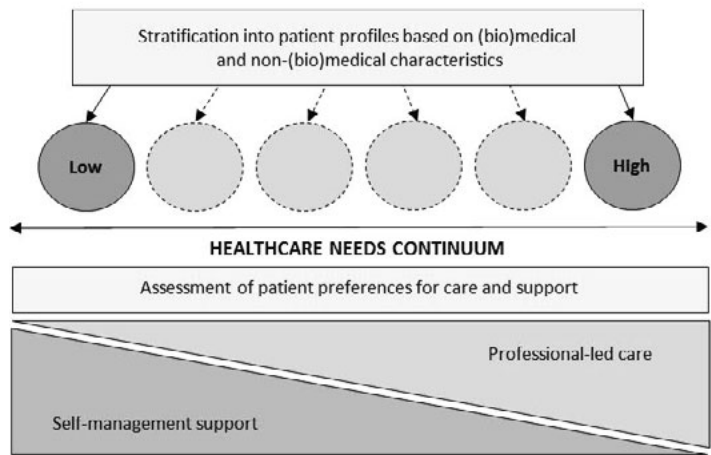 Stratification into patient profiles based on (bio)medical
and non-(bio)medical characteristics
Low
High
HEALTHCARE NEEDS CONTINUUM
Assessment of patient preferences for care and support
Professional-led care
Self-management support